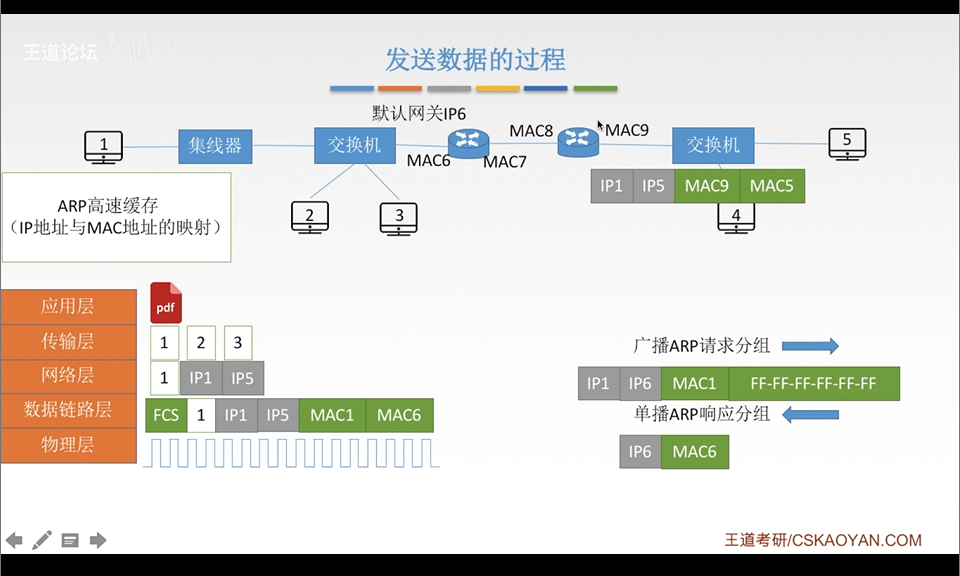 王道论坛
发送数据的过程
默认网关IP6
1
集线器
交换机
MAC6
MAC7
MAC8
MAC9
交换机
5
IP1 IP5 MAC9 MAC5
2
3
4
ARP高速缓存
（IP地址与MAC地址的映射）
应用层
pdf
传输层
1 2 3
网络层
1 IP1 IP5
数据链路层
FCS 1 IP1 IP5 MAC1 MAC6
物理层
广播ARP请求分组
IP1 IP6 MAC1 FF-FF-FF-FF-FF-FF
单播ARP响应分组
IP6 MAC6
王道考研/CSKAOYAN.COM